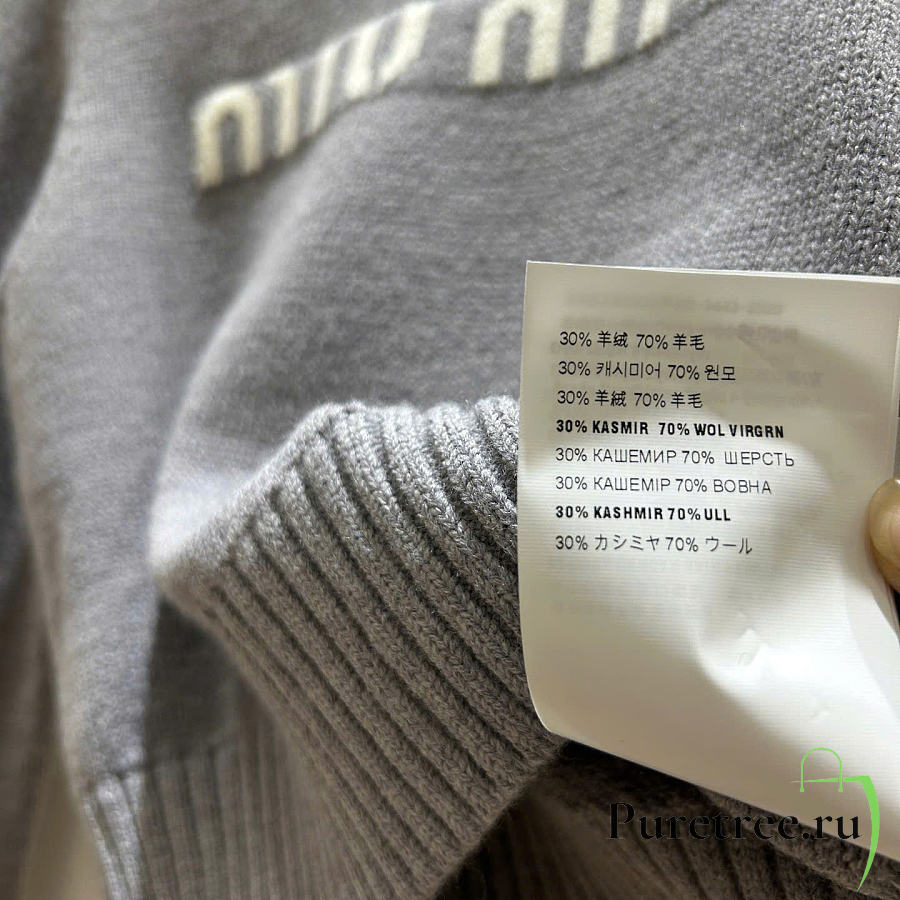 miu miu
30% 羊绒 70% 羊毛
30% 캐시미어 70% 원모
30% 羊絨 70% 羊毛
30% KASMIR 70% WOL VIRGRN
30% КАШЕМИР 70% ШЕРСТЬ
30% КАШЕМІР 70% ВОВНА
30% KASHMIR 70% ULL
30% カシミヤ 70% ウール
Puretree.ru